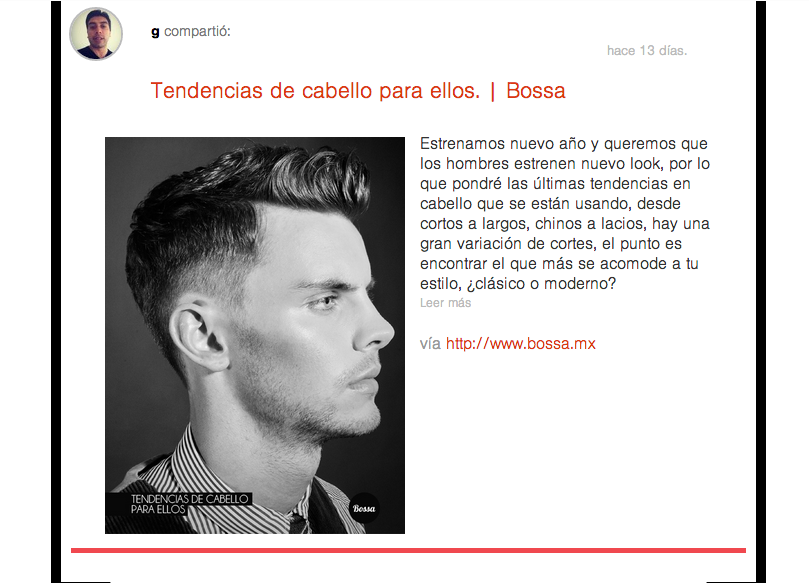 g compartió:
hace 13 días.
Tendencias de cabello para ellos. | Bossa
Estrenamos nuevo año y queremos que
los hombres estrenen nuevo look, por lo
que pondré las últimas tendencias en
cabello que se están usando, desde
cortos a largos, chinos a lacios, hay una
gran variación de cortes, el punto es
encontrar el que más se acomode a tu
estilo, ¿clásico o moderno?
Leer más
vía http://www.bossa.mx
TENDENCIAS DE CABELLO
PARA ELLOS
Bossa